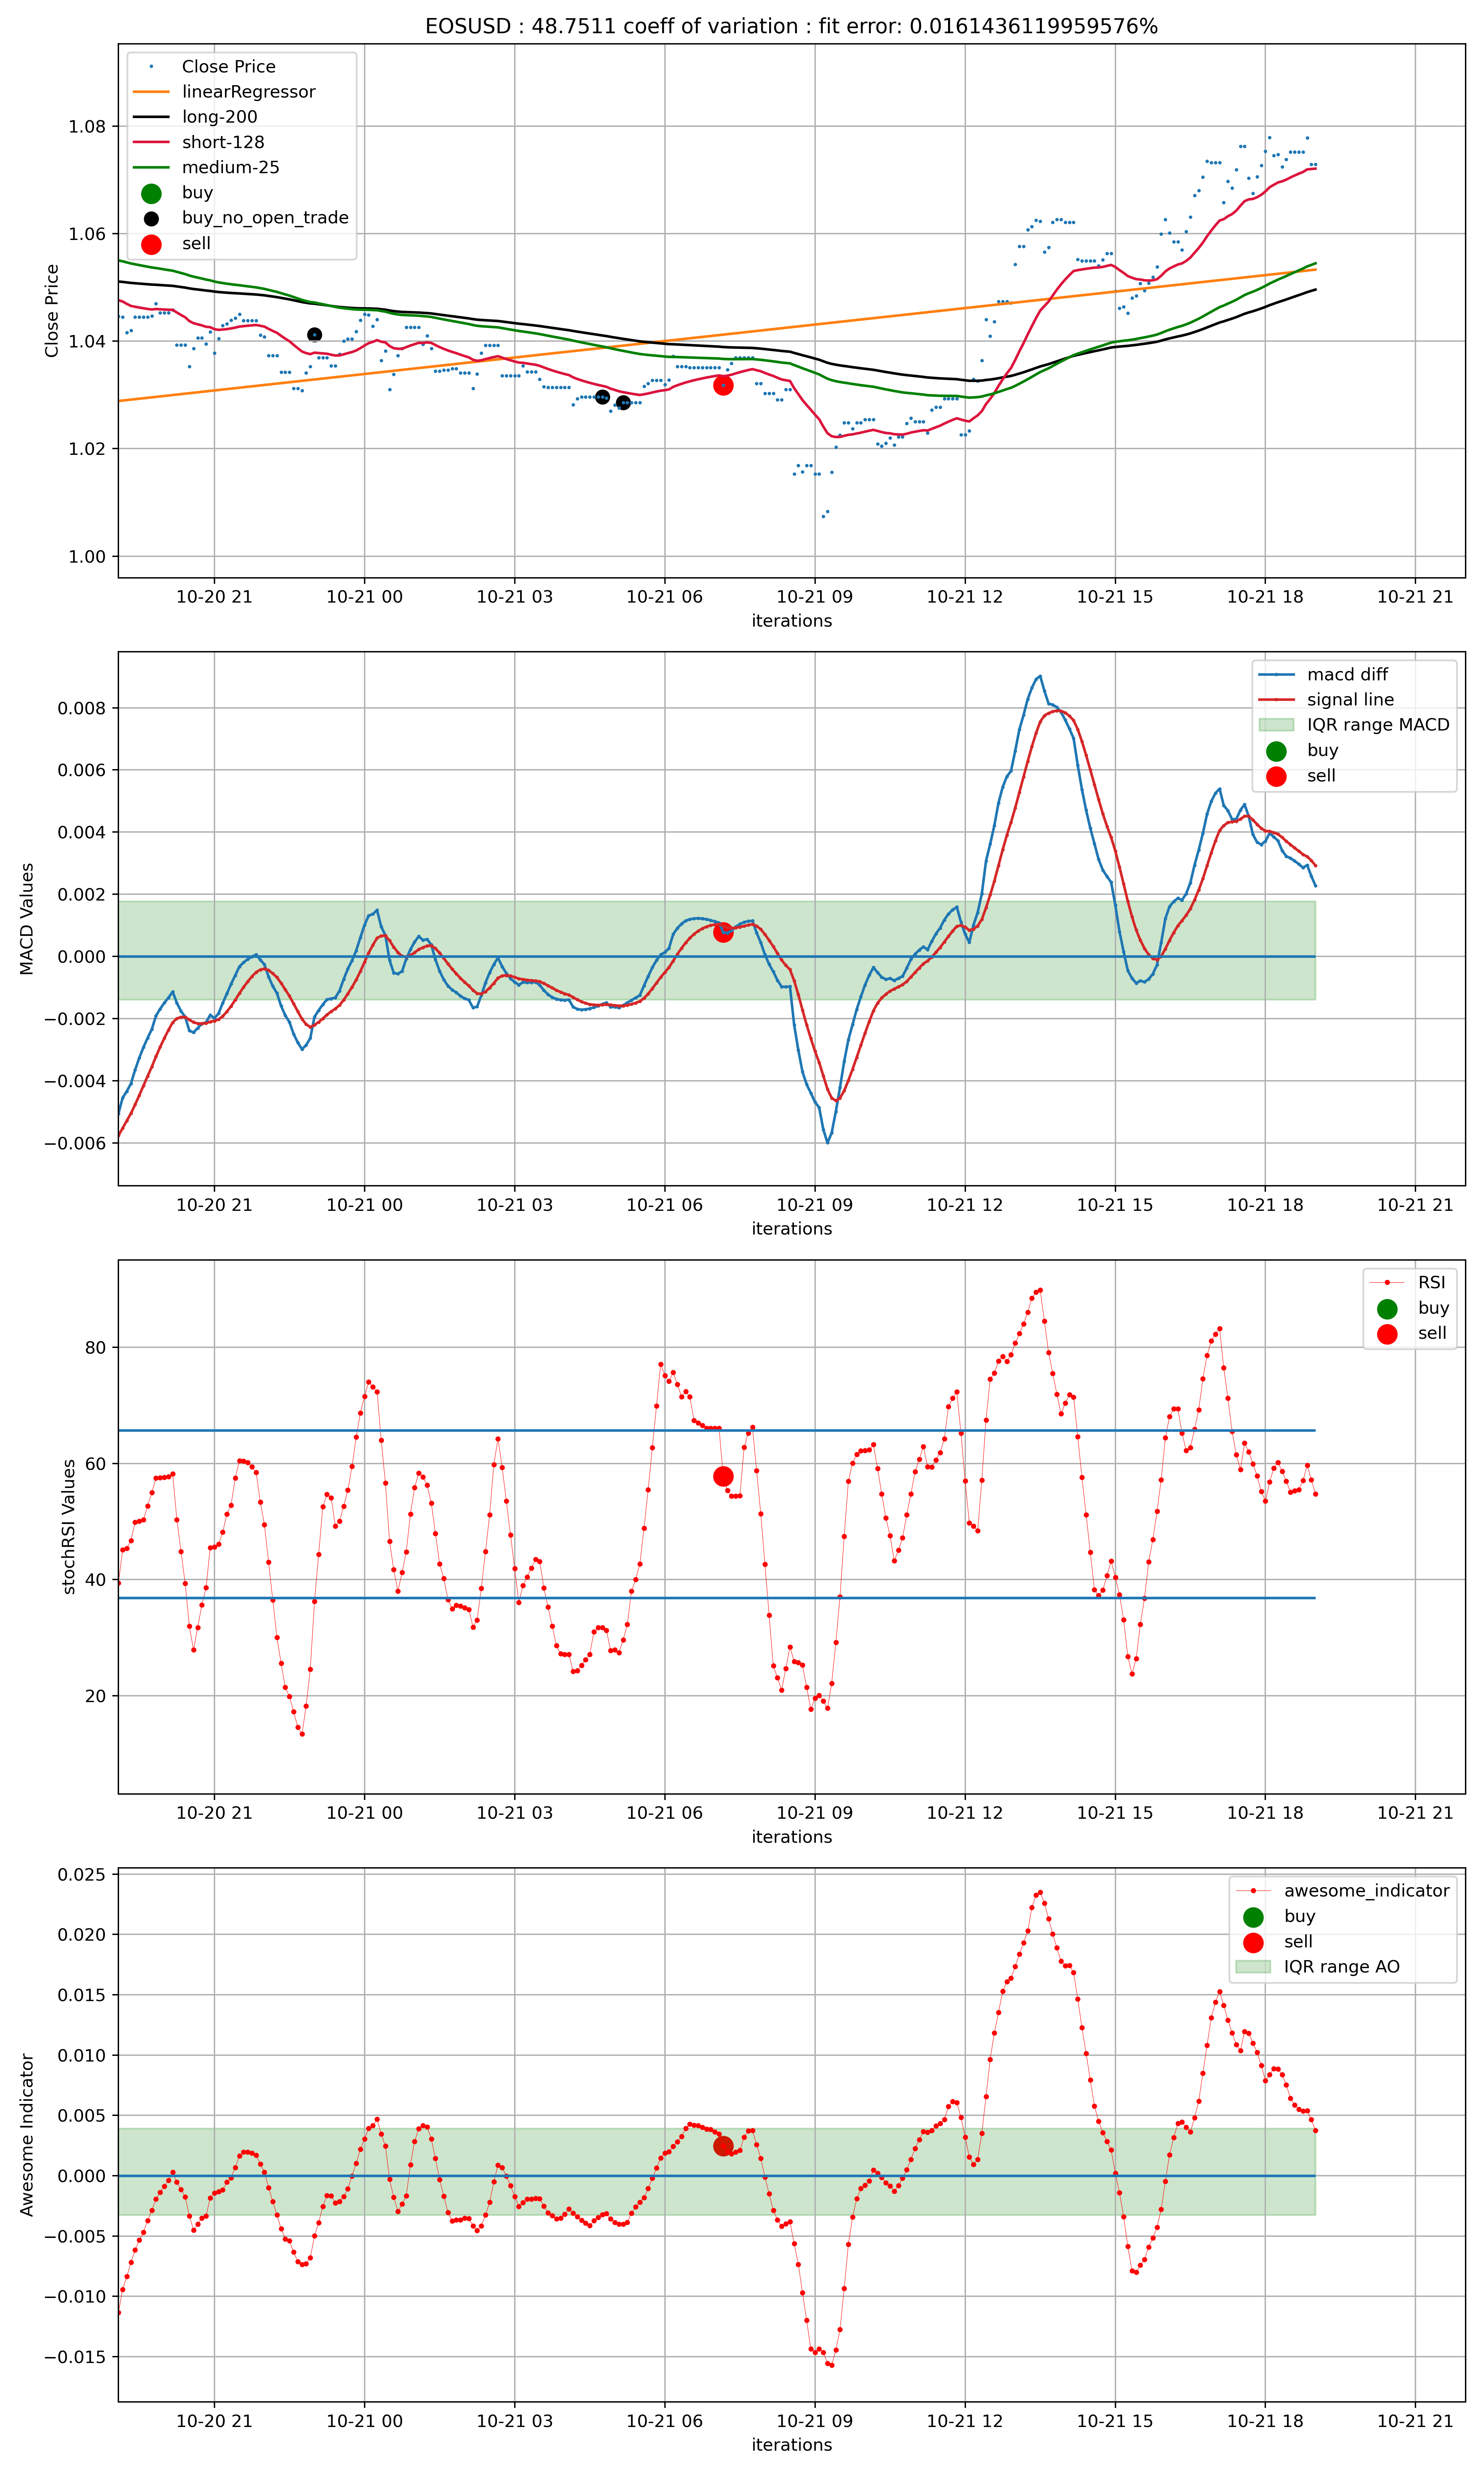 EOSUSD : 48.7511 coeff of variation : fit error: 0.0161436119959576%
Close Price
linearRegressor
long-200
short-128
medium-25
buy
buy_no_open_trade
sell
Close Price
1.08
1.06
1.04
1.02
1.00
10-20 21
10-21 00
10-21 03
10-21 06
10-21 09
10-21 12
10-21 15
10-21 18
10-21 21
iterations
macd diff
signal line
IQR range MACD
buy
sell
MACD Values
0.008
0.006
0.004
0.002
0.000
−0.002
−0.004
−0.006
10-20 21
10-21 00
10-21 03
10-21 06
10-21 09
10-21 12
10-21 15
10-21 18
10-21 21
iterations
RSI
buy
sell
stochRSI Values
80
60
40
20
10-20 21
10-21 00
10-21 03
10-21 06
10-21 09
10-21 12
10-21 15
10-21 18
10-21 21
iterations
awesome_indicator
buy
sell
IQR range AO
Awesome Indicator
0.025
0.020
0.015
0.010
0.005
0.000
−0.005
−0.010
−0.015
10-20 21
10-21 00
10-21 03
10-21 06
10-21 09
10-21 12
10-21 15
10-21 18
10-21 21
iterations